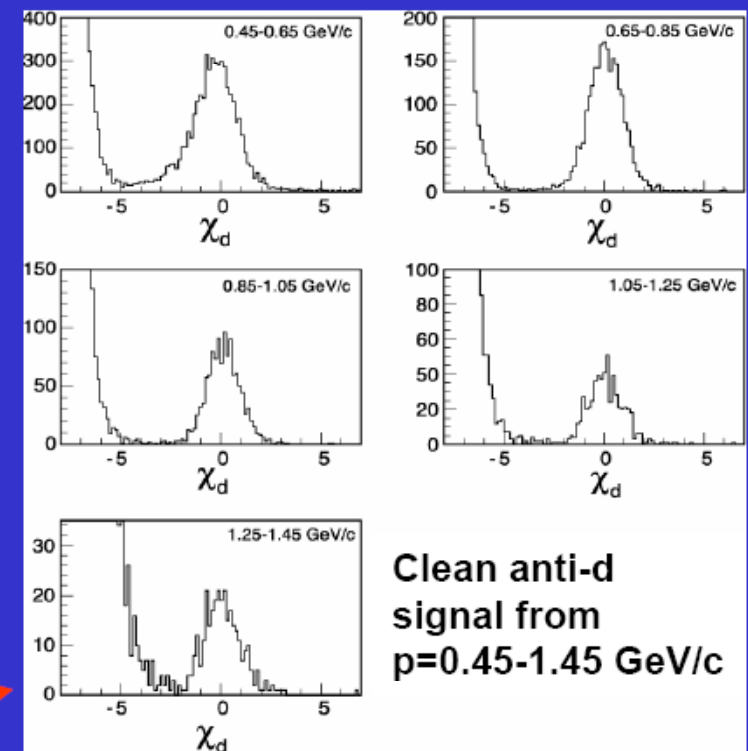 400
300
200
100
0
0.45-0.65 GeV/c
-5 0 5
χd
200
150
100
50
0
0.65-0.85 GeV/c
-5 0 5
χd
150
100
50
0
0.85-1.05 GeV/c
-5 0 5
χd
100
80
60
50
20
0
1.05-1.25 GeV/c
-5 0 5
χd
30
20
10
0
1.25-1.45 GeV/c
-5 0 5
χd
Clean anti-d
signal from
p=0.45-1.45 GeV/c